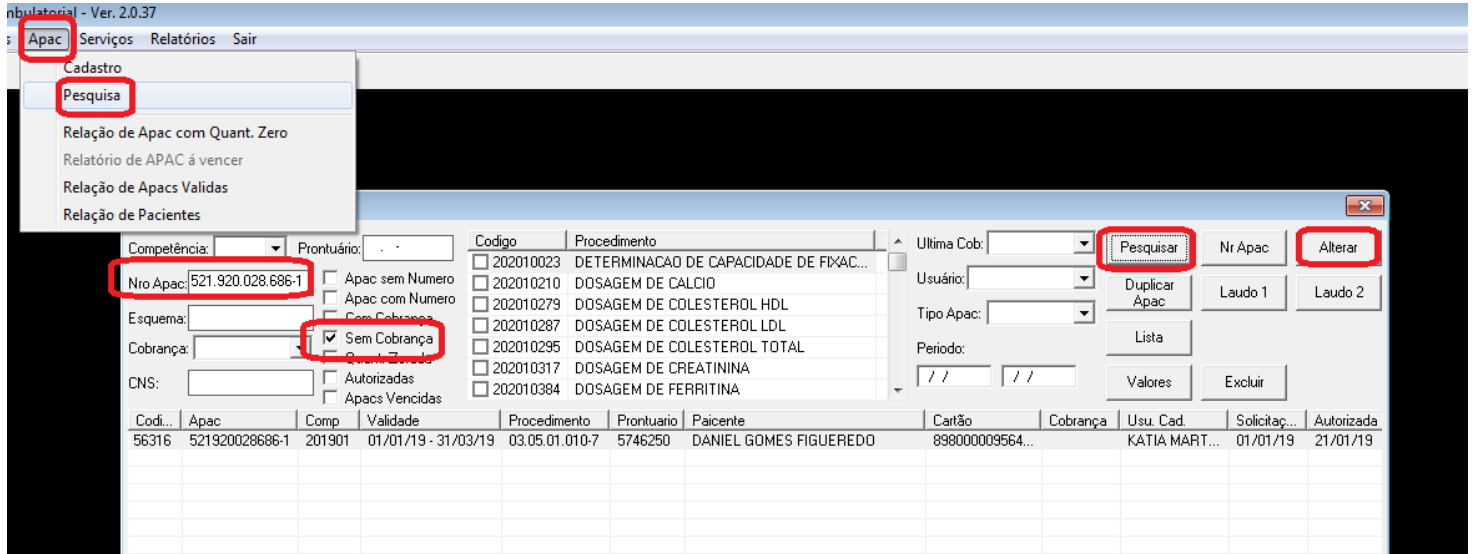 mbulatorial - Ver. 2.0.37
s Apac Serviços Relatórios Sair
Cadastro
Pesquisa
Relação de Apac com Quant. Zero
Relatório de APAC á vencer
Relação de Apacs Validas
Relação de Pacientes
Competência: Prontuário: . -
Nro Apac: 521.920.028.686-1
Esquema:
Cobrança:
CNS:
Apac sem Numero
Apac com Numero
Com Cobrança
Sem Cobrança
Quant. Zerada
Autorizadas
Apacs Vencidas
Codigo Procedimento
202010023 DETERMINACAO DE CAPACIDADE DE FIXAC...
202010210 DOSAGEM DE CALCIO
202010279 DOSAGEM DE COLESTEROL HDL
202010287 DOSAGEM DE COLESTEROL LDL
202010295 DOSAGEM DE COLESTEROL TOTAL
202010317 DOSAGEM DE CREATININA
202010384 DOSAGEM DE FERRITINA
Ultima Cob:
Usuário:
Tipo Apac:
Periodo:
/ / / /
Pesquisar Nr Apac Alterar
Duplicar
Apac
Laudo 1 Laudo 2
Lista
Valores Excluir
Codi... Apac Comp Validade Procedimento Prontuario Paicente Cartão Cobrança Usu. Cad. Solicitaç... Autorizada
56316 521920028686-1 201901 01/01/19 - 31/03/19 03.05.01.010-7 5746250 DANIEL GOMES FIGUEREDO 898000009564... KATIA MART... 01/01/19 21/01/19